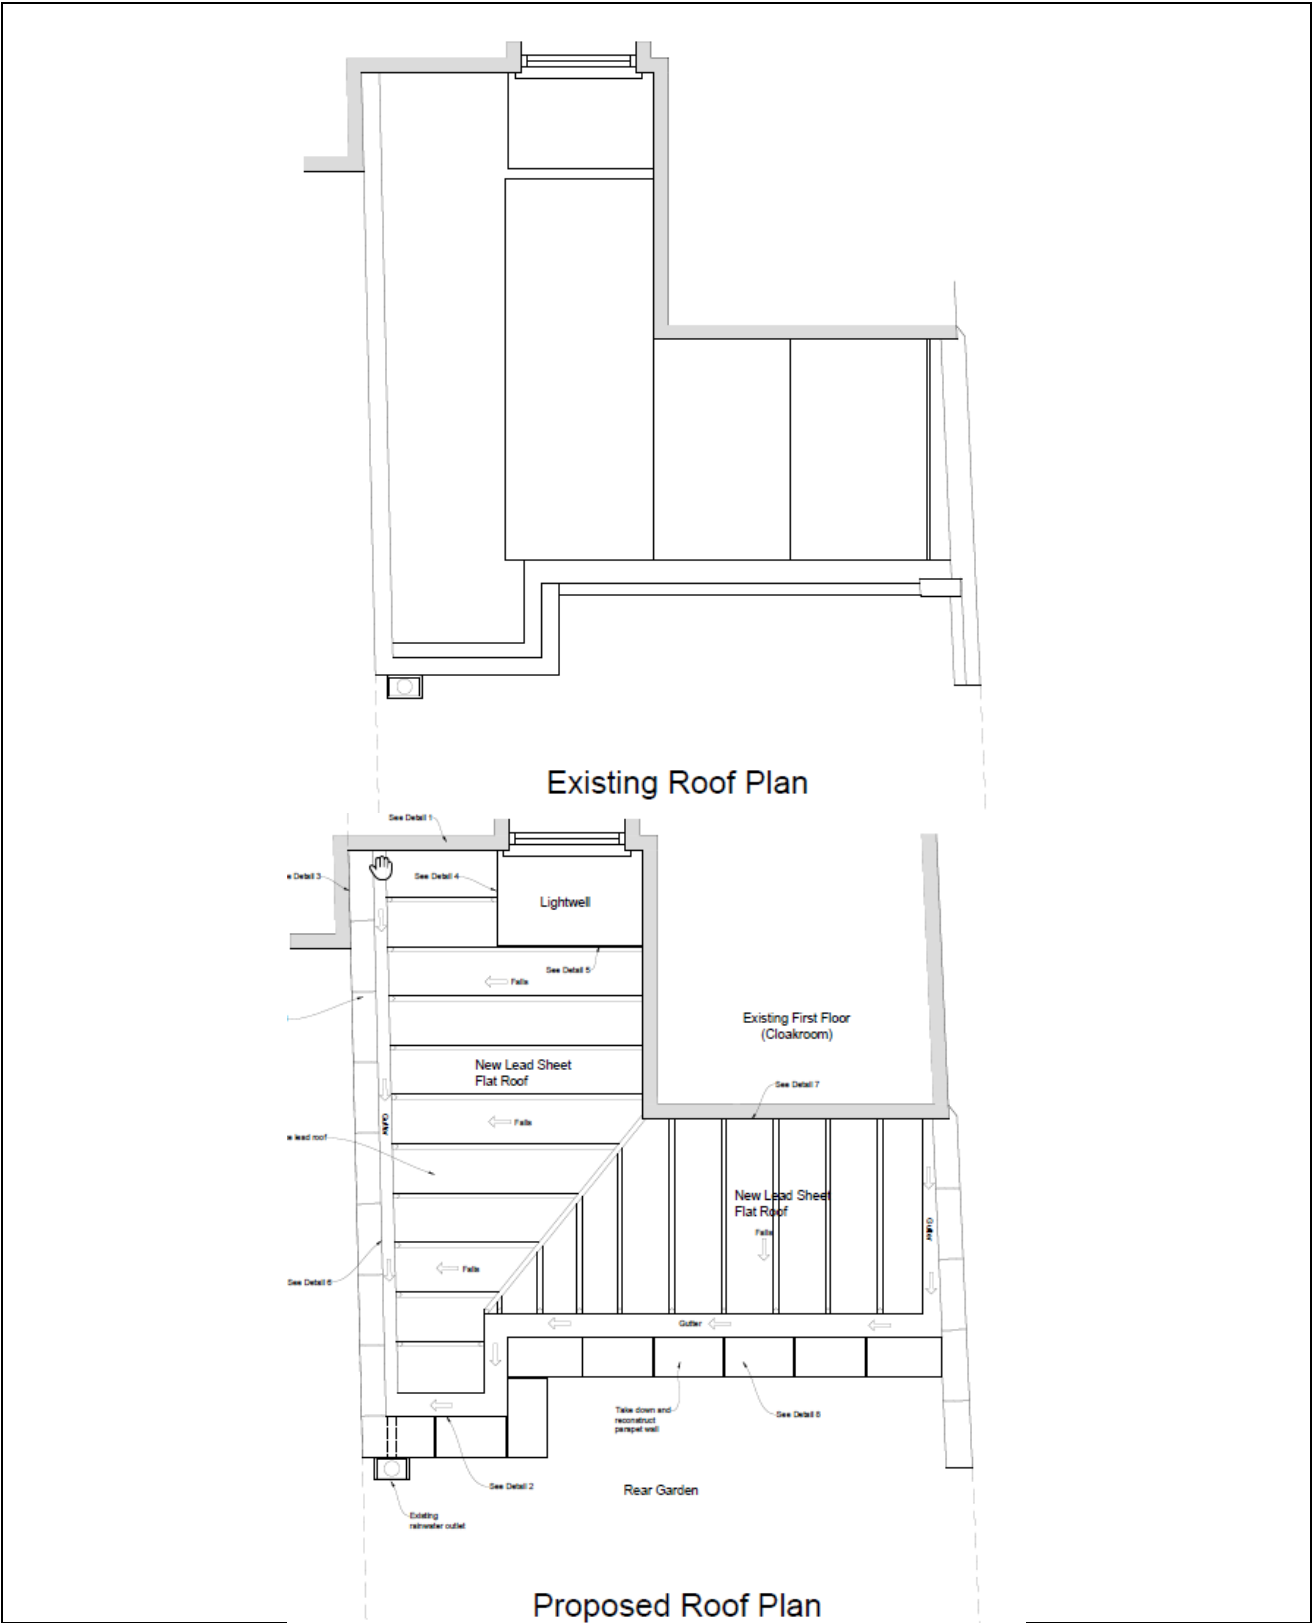 Existing Roof Plan
See Detail 1
e Detail 3
See Detail 4
Lightwell
See Detail 5
Falls
Existing First Floor
(Cloakroom)
New Lead Sheet
Flat Roof
See Detail 7
Falls
Gutter
e lead roof
New Lead Sheet
Flat Roof
Gutter
Falls
Falls
See Detail 6
Gutter
Take down and
reconstruct
parapet wall
See Detail 8
See Detail 2
Rear Garden
Existing
rainwater outlet
Proposed Roof Plan